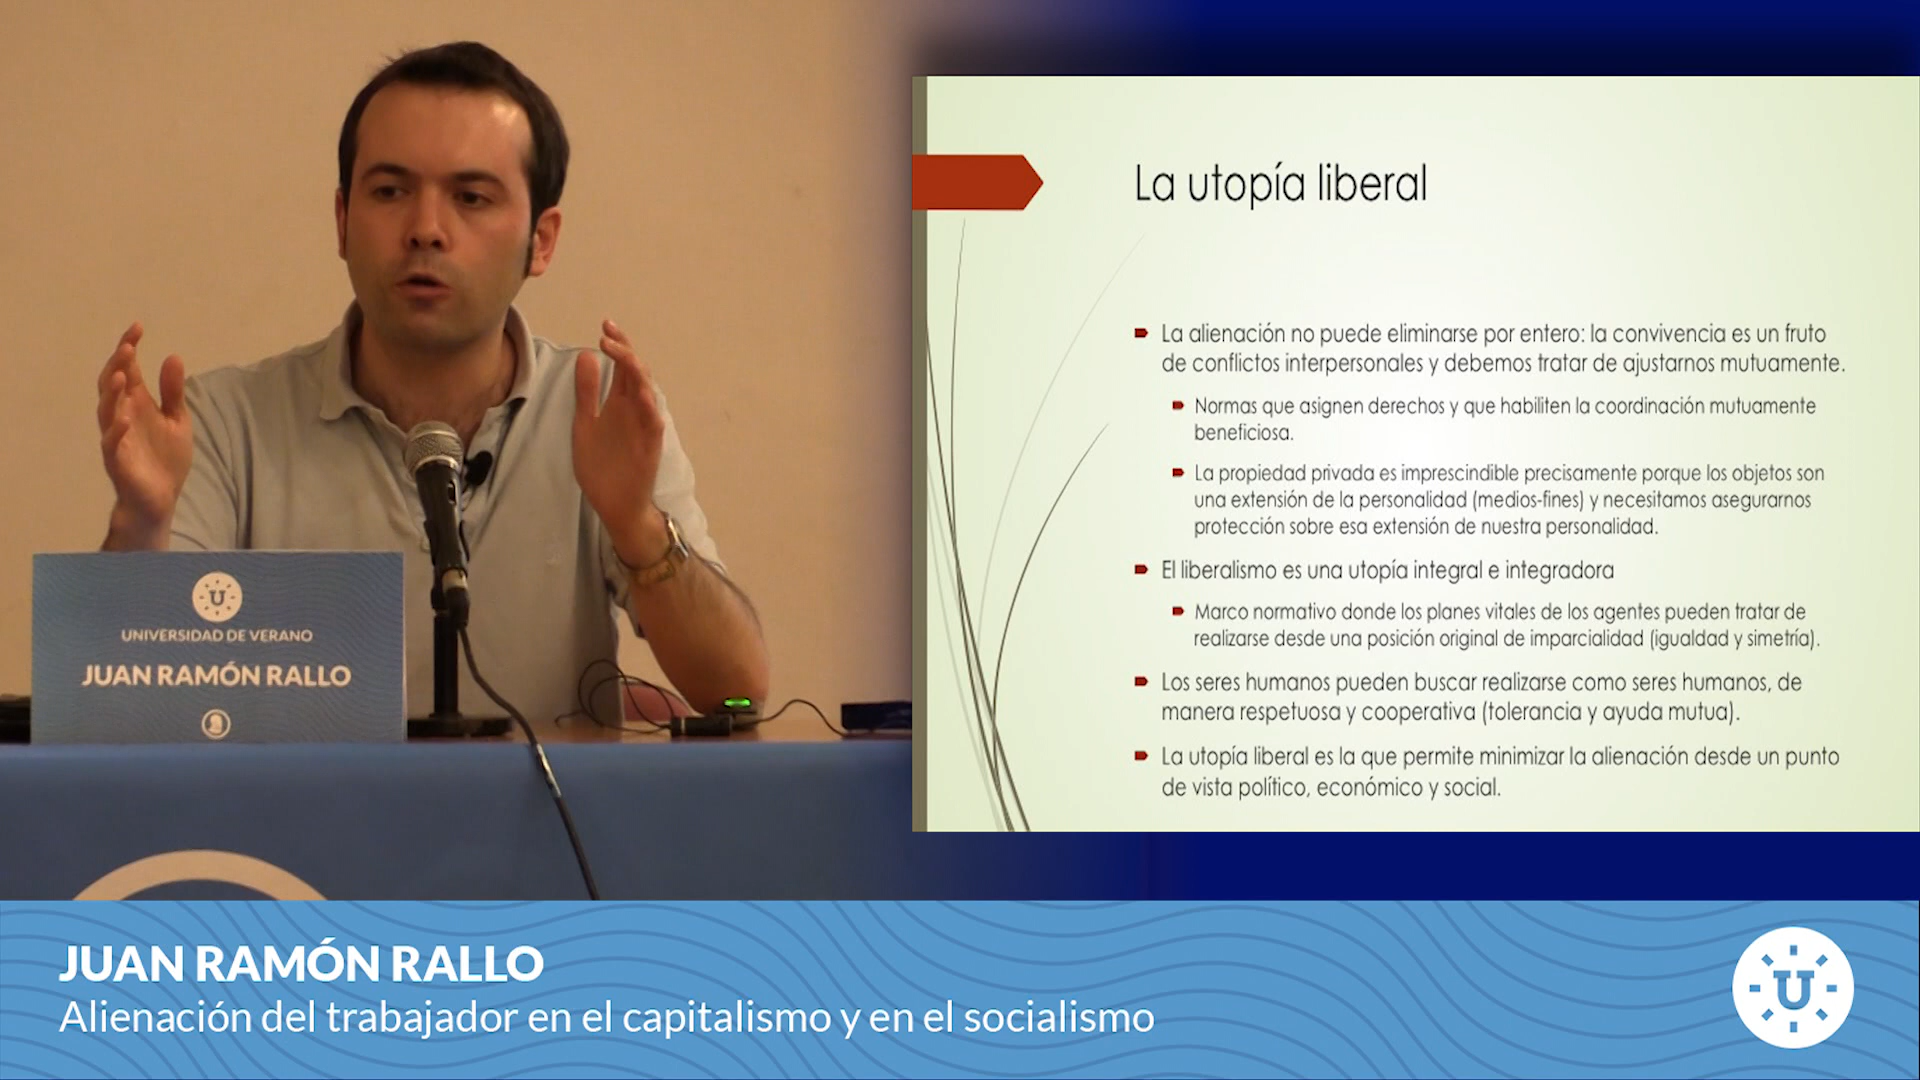 La utopía liberal
La alienación no puede eliminarse por entero: la convivencia es un fruto
de conflictos interpersonales y debemos tratar de ajustarnos mutuamente.
Normas que asignen derechos y que habiliten la coordinación mutuamente
beneficiosa.
La propiedad privada es imprescindible precisamente porque los objetos son
una extensión de la personalidad (medios-fines) y necesitamos asegurarnos
protección sobre esa extensión de nuestra personalidad.
El liberalismo es una utopía integral e integradora
Marco normativo donde los planes vitales de los agentes pueden tratar de
realizarse desde una posición original de imparcialidad (igualdad y simetría).
Los seres humanos pueden buscar realizarse como seres humanos, de
manera respetuosa y cooperativa (tolerancia y ayuda mutua).
La utopía liberal es la que permite minimizar la alienación desde un punto
de vista político, económico y social.
U
UNIVERSIDAD DE VERANO
JUAN RAMÓN RALLO
JUAN RAMÓN RALLO
Alienación del trabajador en el capitalismo y en el socialismo
U